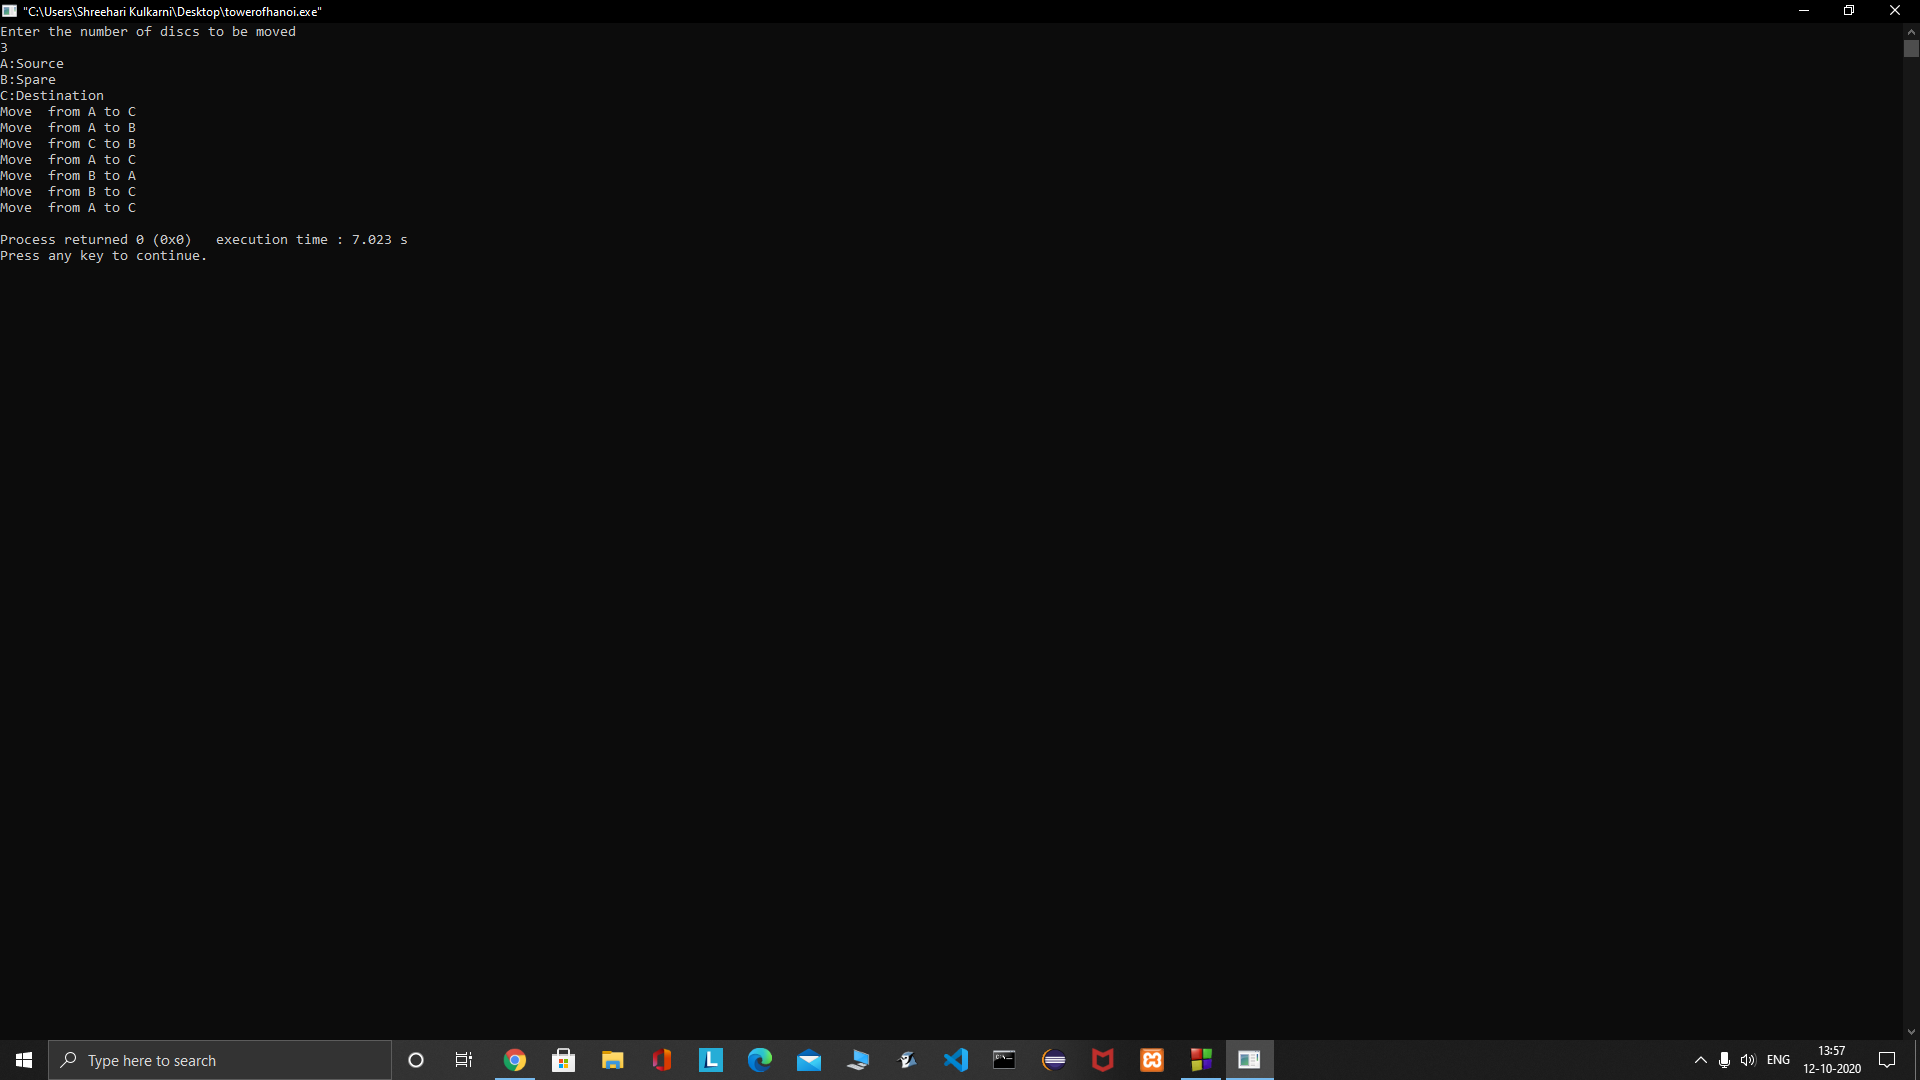 "C:\Users\Shreehari Kulkarni\Desktop\towerofhanoi.exe"
Enter the number of discs to be moved
3
A:Source
B:Spare
C:Destination
Move  from A to C
Move  from A to B
Move  from C to B
Move  from A to C
Move  from B to A
Move  from B to C
Move  from A to C
Process returned 0 (0x0)   execution time : 7.023 s
Press any key to continue.
Type here to search
L
C:\_
ENG
13:57
12-10-2020